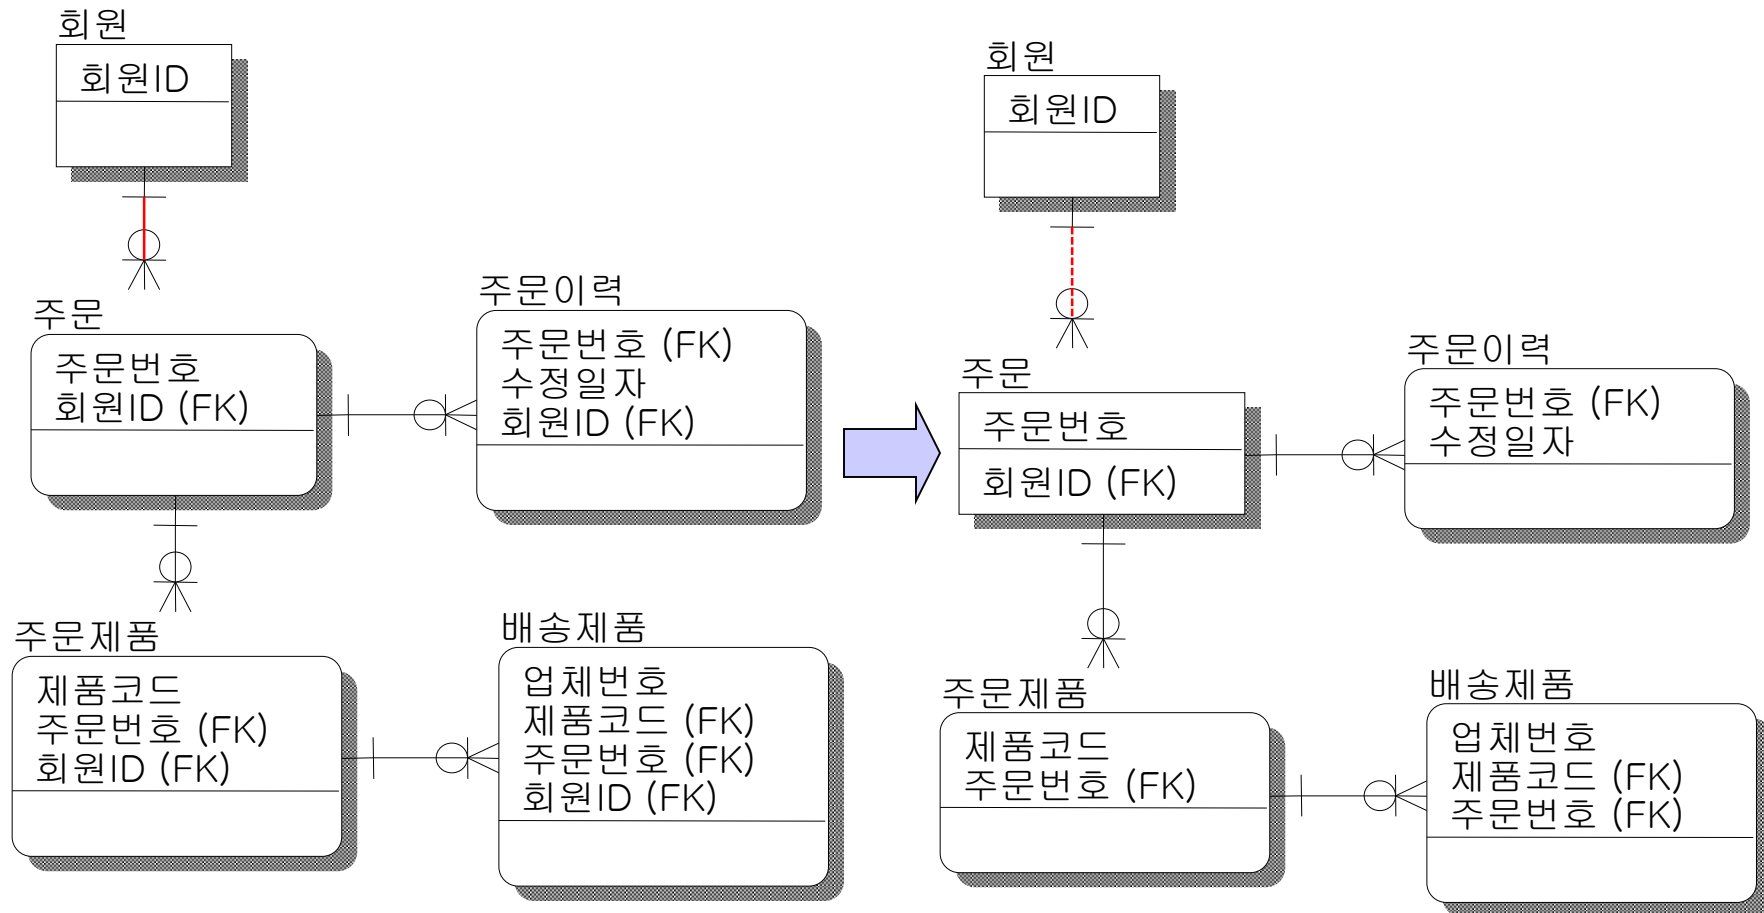 회원
회원ID
주문
주문번호
회원ID (FK)
주문이력
주문번호 (FK)
수정일자
회원ID (FK)
주문제품
제품코드
주문번호 (FK)
회원ID (FK)
배송제품
업체번호
제품코드 (FK)
주문번호 (FK)
회원ID (FK)
회원
회원ID
주문
주문번호
회원ID (FK)
주문이력
주문번호 (FK)
수정일자
주문제품
제품코드
주문번호 (FK)
배송제품
업체번호
제품코드 (FK)
주문번호 (FK)